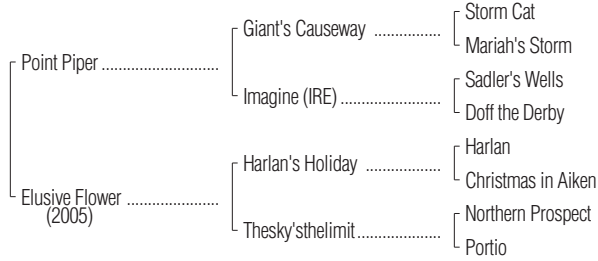 Storm Cat
Giant's Causeway ................
Mariah's Storm
Point Piper ............................
Sadler's Wells
Imagine (IRE) ........................
Doff the Derby
Harlan
Harlan's Holiday ..................
Christmas in Aiken
Elusive Flower ......................
(2005)
Northern Prospect
Thesky'sthelimit ....................
Portio